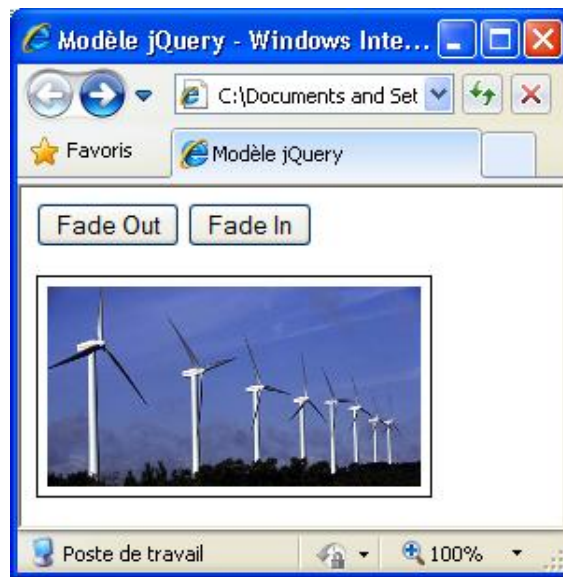 Modèle jQuery - Windows Inte...
C:\Documents and Set
Favoris
Modèle jQuery
Fade Out Fade In
Poste de travail 100%